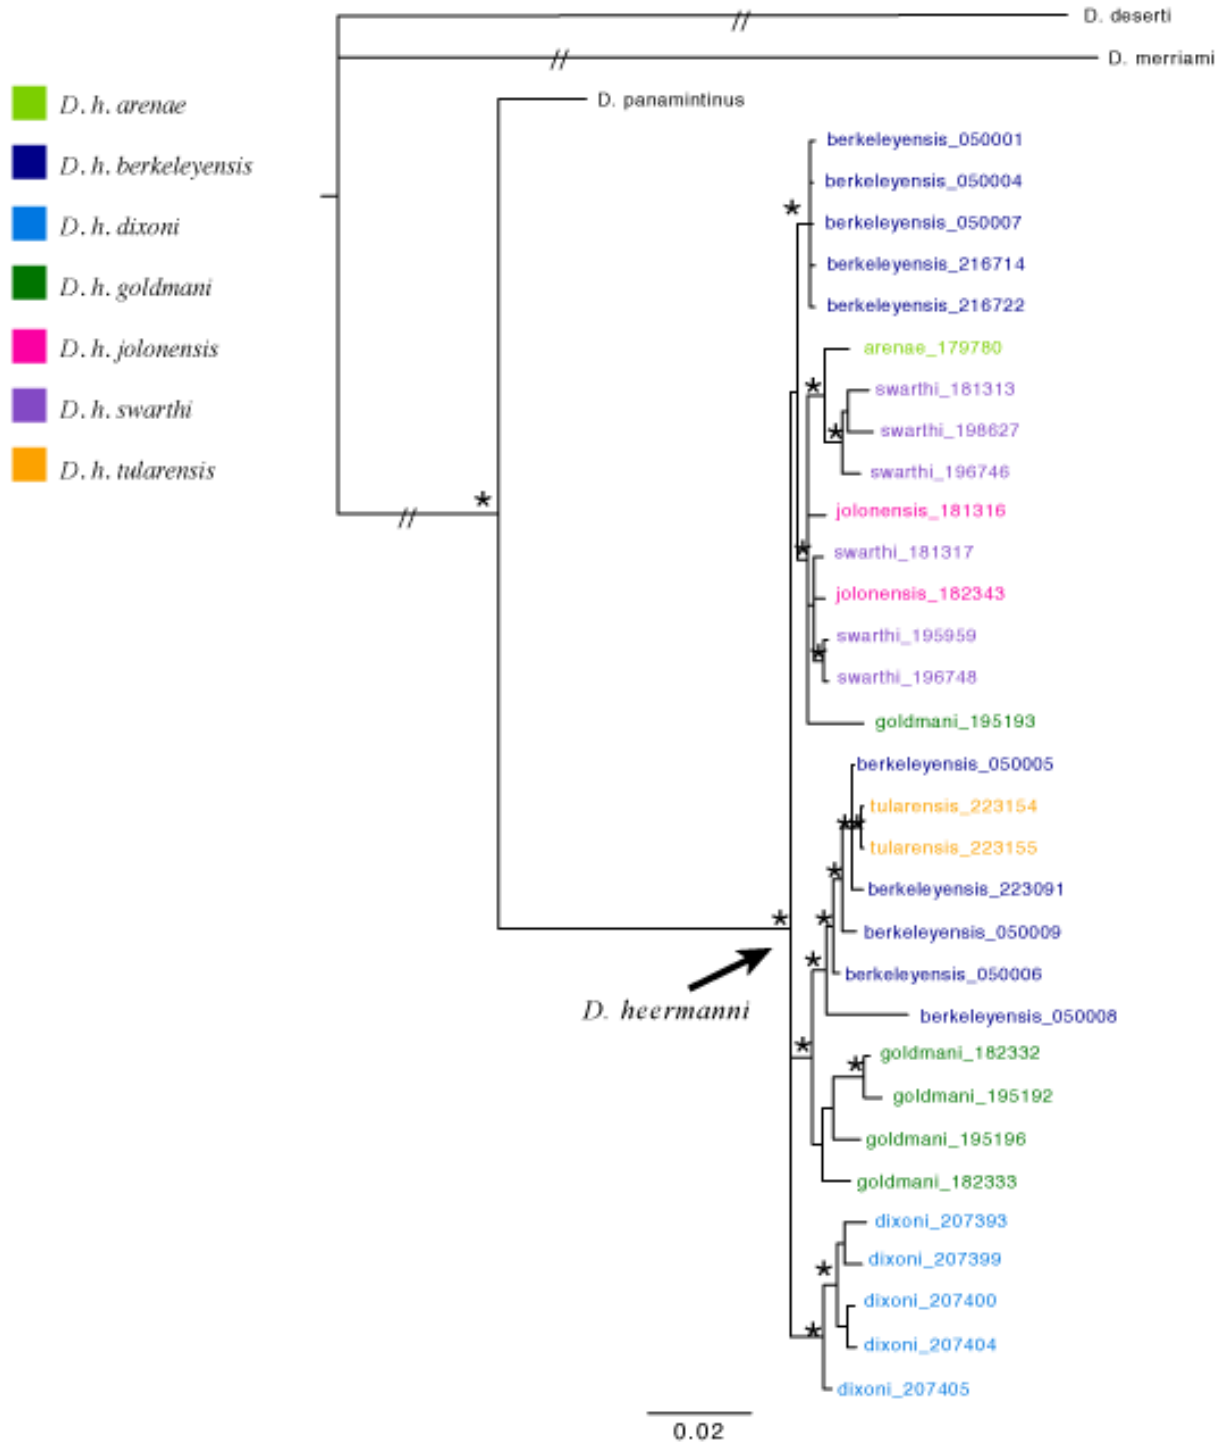 D. deserti
D. merriami
D. panamintinus
D. h. arenae
D. h. berkeleyensis
D. h. dixoni
D. h. goldmani
D. h. jolonensis
D. h. swarthi
D. h. tularensis
berkeleyensis_050001
berkeleyensis_050004
berkeleyensis_050007
berkeleyensis_216714
berkeleyensis_216722
arenae_179780
swarthi_181313
swarthi_198627
swarthi_196746
jolonensis_181316
swarthi_181317
jolonensis_182343
swarthi_195959
swarthi_196748
goldmani_195193
berkeleyensis_050005
tularensis_223154
tularensis_223155
berkeleyensis_223091
berkeleyensis_050009
berkeleyensis_050006
D. heermanni
berkeleyensis_050008
goldmani_182332
goldmani_195192
goldmani_195196
goldmani_182333
dixoni_207393
dixoni_207399
dixoni_207400
dixoni_207404
dixoni_207405
0.02